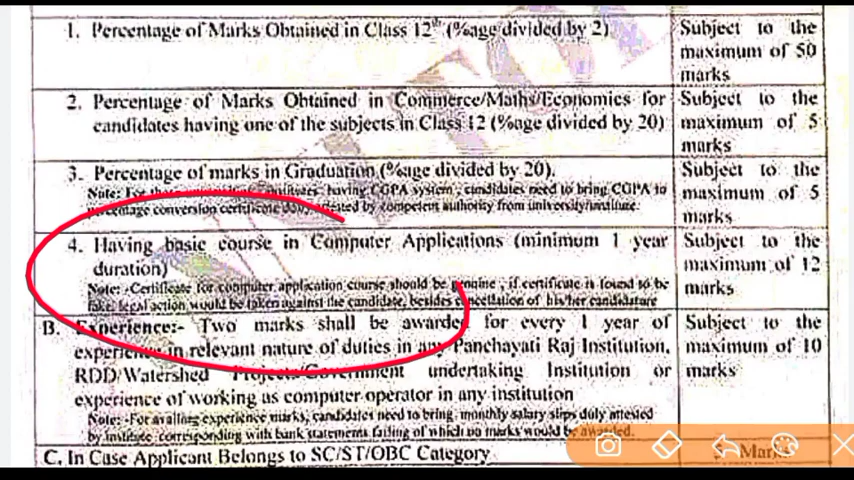 1. Percentage of Marks Obtained in Class 12th (%age divided by 2)
Subject to the
maximum of 50
marks
2. Percentage of Marks Obtained in Commerce/Maths/Economics for
candidates having one of the subjects in Class 12 (%age divided by 20)
Subject to the
maximum of 5
marks
3. Percentage of marks in Graduation (%age divided by 20).
Note: For having CGPA system, candidates need to bring CGPA to
percentage conversion certificate by competent authority from university/institute.
Subject to the
maximum of 5
marks
4. Having basic course in Computer Applications (minimum 1 year
duration)
Note: -Certificate for computer application course should be genuine, if certificate is found to be
fake, legal action would be taken against the candidate, besides cancellation of his/her candidature
Subject to the
maximum of 12
marks
B. Experience:- Two marks shall be awarded for every 1 year of
experience in relevant nature of duties in any Panchayati Raj Institution,
RDD/Watershed Projects/Government undertaking Institution or
experience of working as computer operator in any institution
Note: -For availing experience marks, candidates need to bring monthly salary slips duly attested
by institute corresponding with bank statements failing of which no marks would be awarded.
Subject to the
maximum of 10
marks
C. In Case Applicant Belongs to SC/ST/OBC Category
Marks